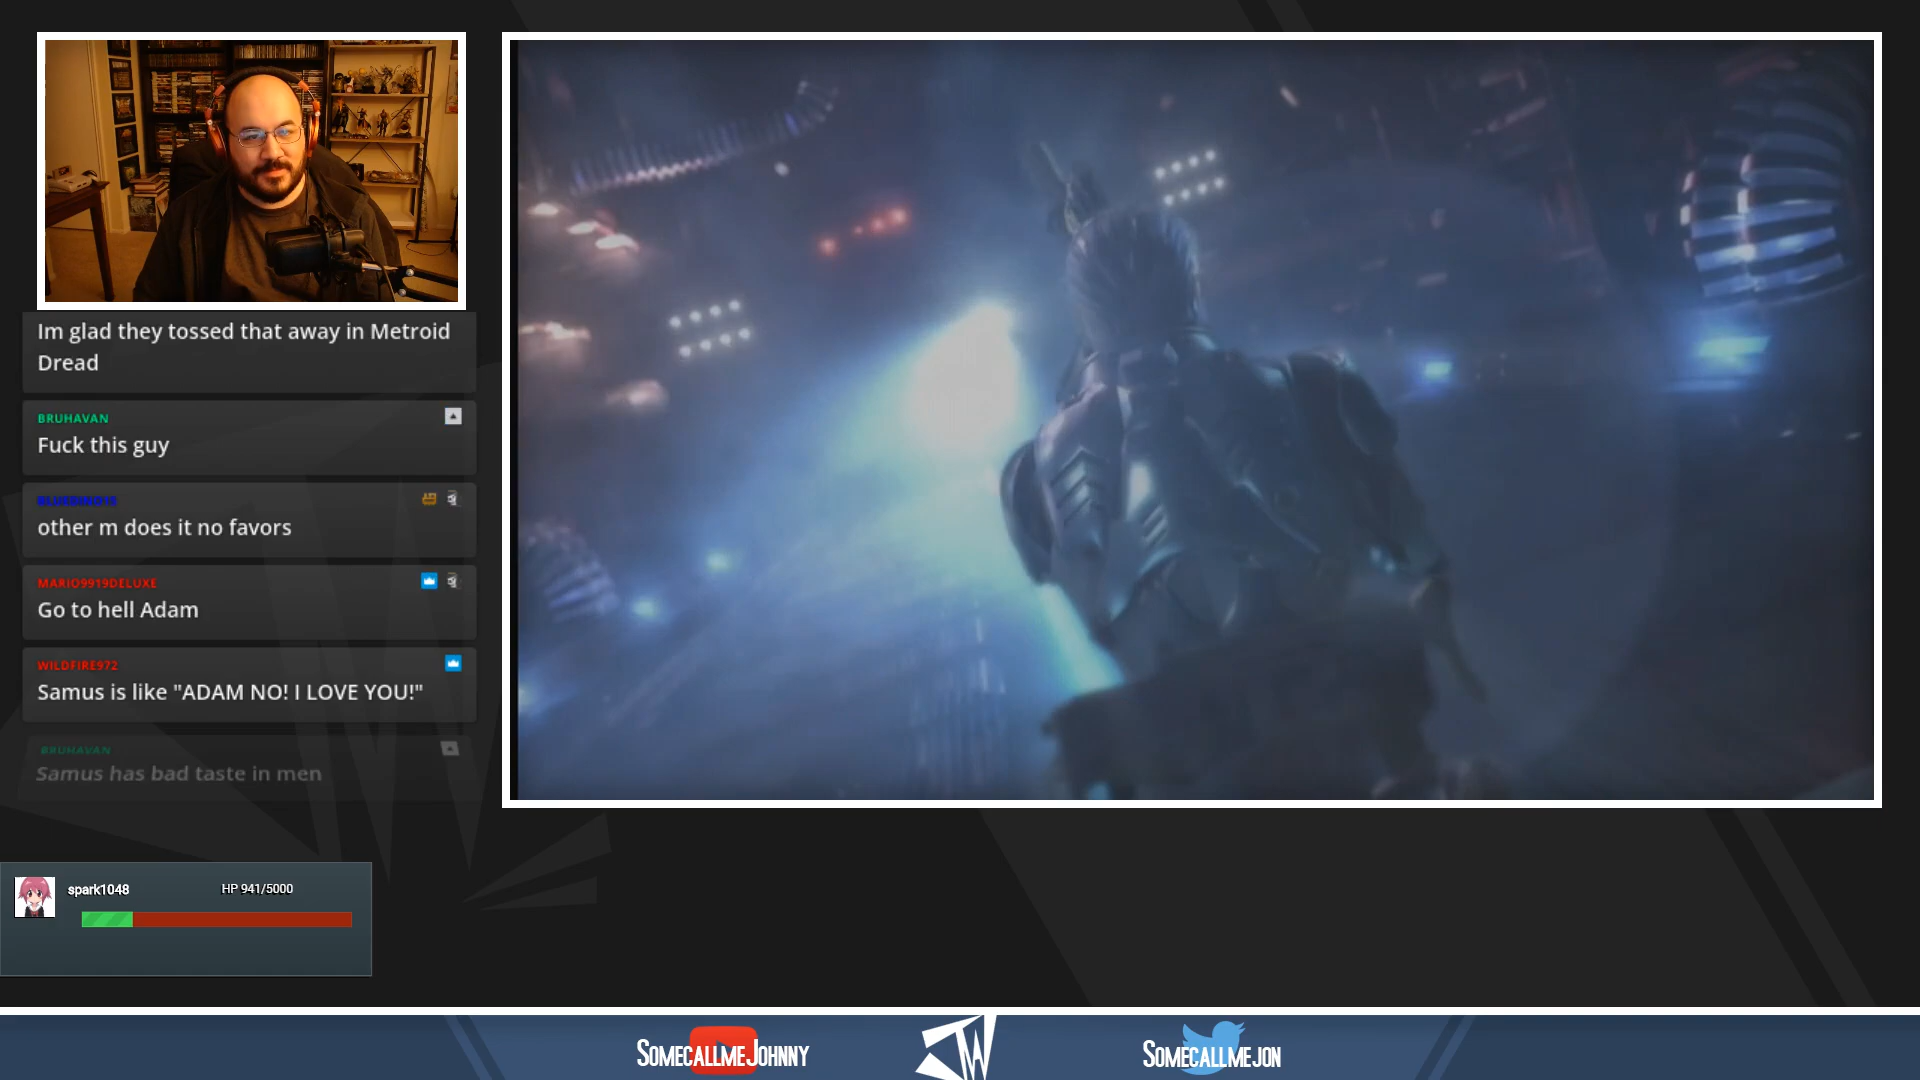 Im glad they tossed that away in Metroid
Dread
BRUHAVAN
Fuck this guy
other m does it no favors
MARIO9919DELUXE
Go to hell Adam
WILDFIRE972
Samus is like "ADAM NO! I LOVE YOU!"
BRUHAVAN
Samus has bad taste in men
spark1048
HP 941/5000
SOMECALLMEJOHNNY
SOMECALLMEJON